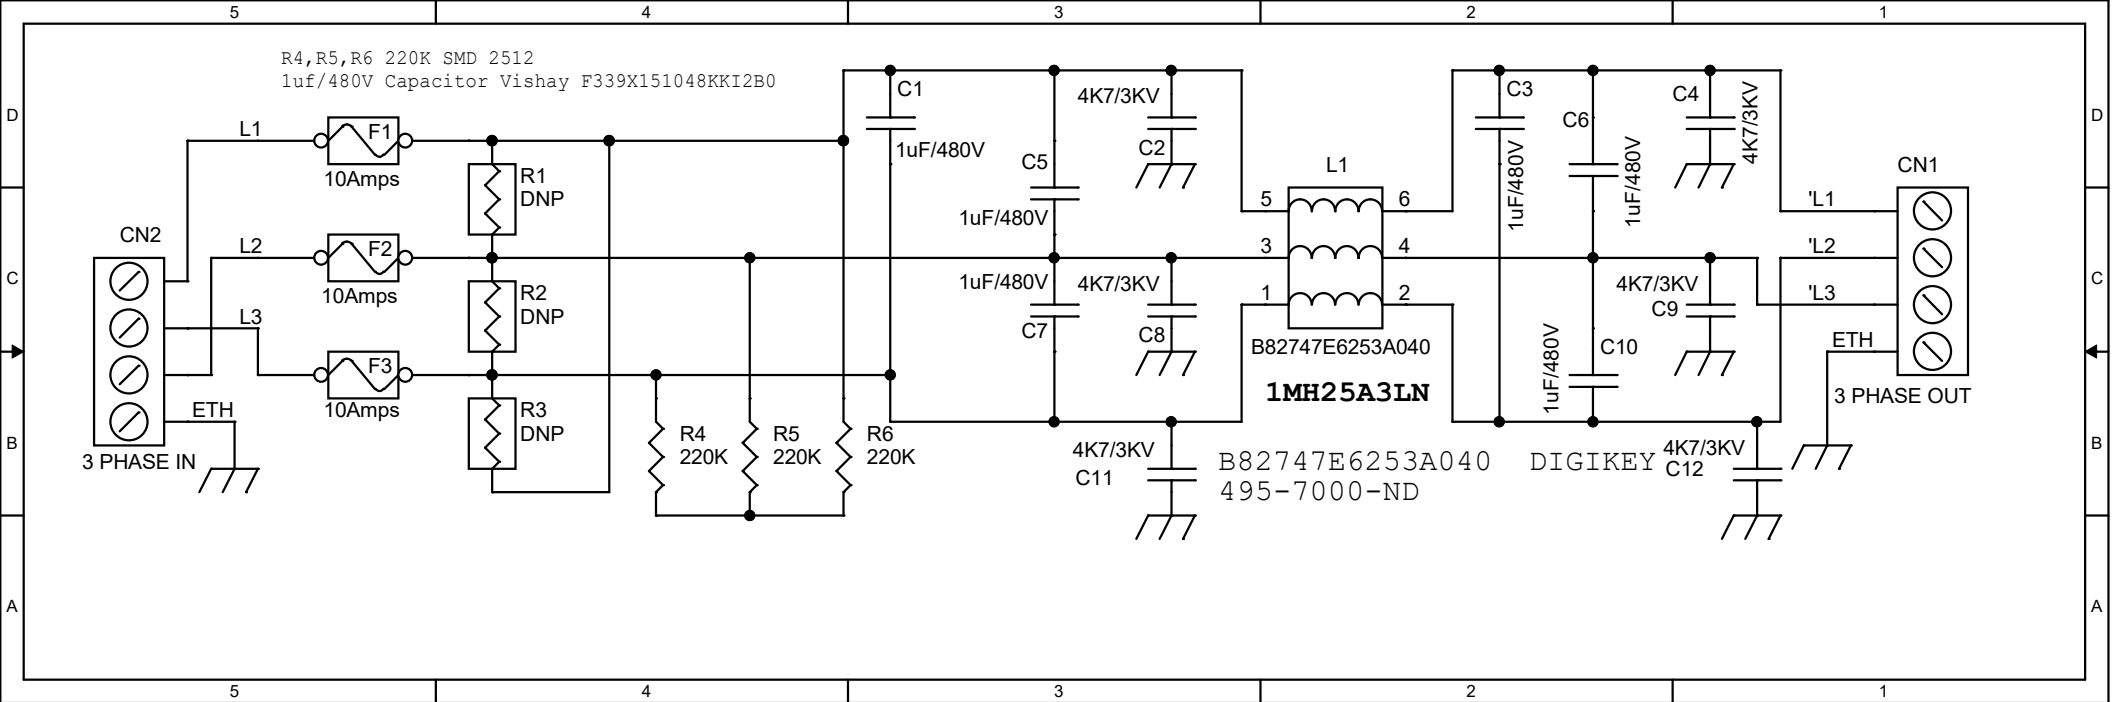 5 4 3 2 1
R4,R5,R6 220K SMD 2512
1uf/480V Capacitor Vishay F339X151048KKI2B0
D
D
C1
1uF/480V
4K7/3KV
C2
C3
1uF/480V
C6
1uF/480V
C4
4K7/3KV
L1
F1
10Amps
R1
DNP
C5
1uF/480V
L1
5
6
CN1
'L1
CN2
L2
F2
10Amps
3
4
'L2
C
C
R2
DNP
1uF/480V
C7
4K7/3KV
C8
1
2
4K7/3KV
C9
'L3
L3
B82747E6253A040
1uF/480V
C10
ETH
F3
10Amps
1MH25A3LN
3 PHASE OUT
ETH
R3
DNP
3 PHASE IN
B
B
R4
220K
R5
220K
R6
220K
4K7/3KV
C11
B82747E6253A040 DIGIKEY
495-7000-ND
4K7/3KV
C12
A
A
5 4 3 2 1